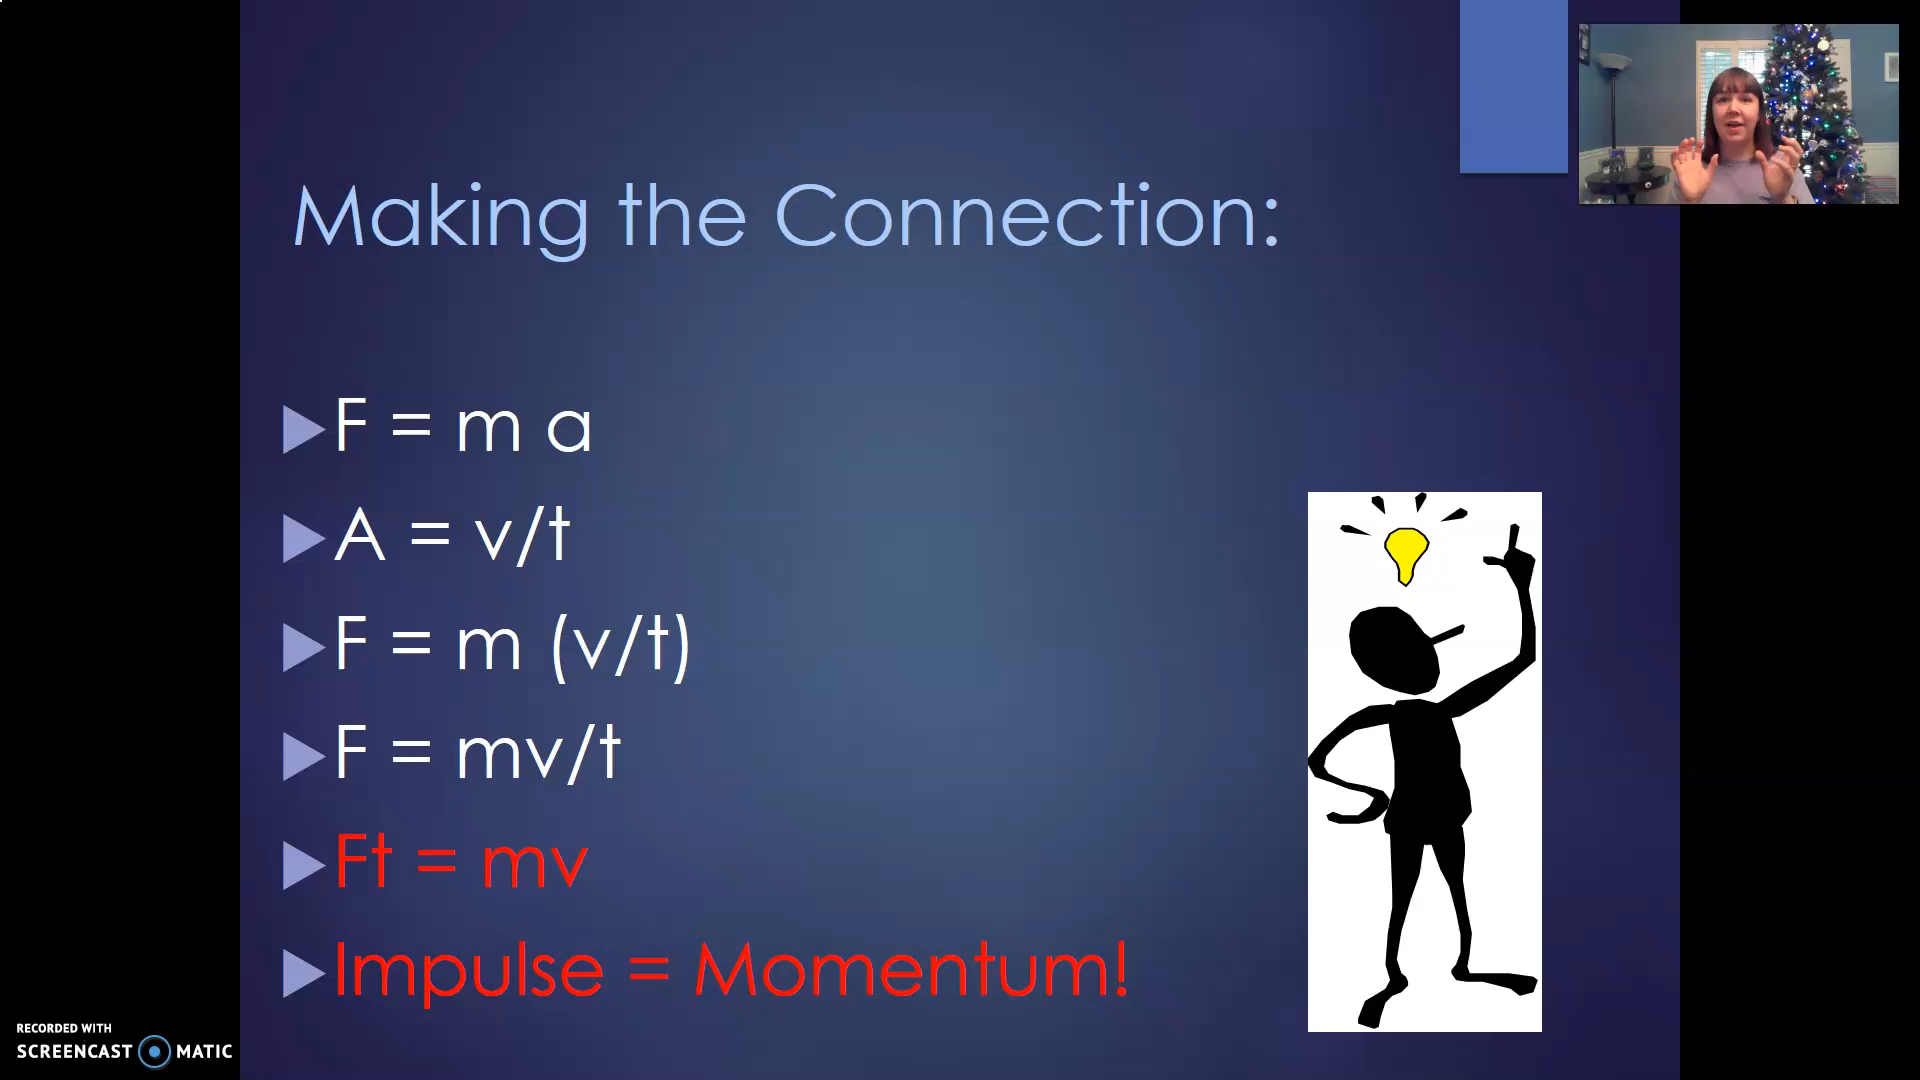 Making the Connection:
F = m a
A = v/t
F = m (v/t)
F = mv/t
Ft = mv
Impulse = Momentum!
RECORDED WITH
SCREENCAST MATIC